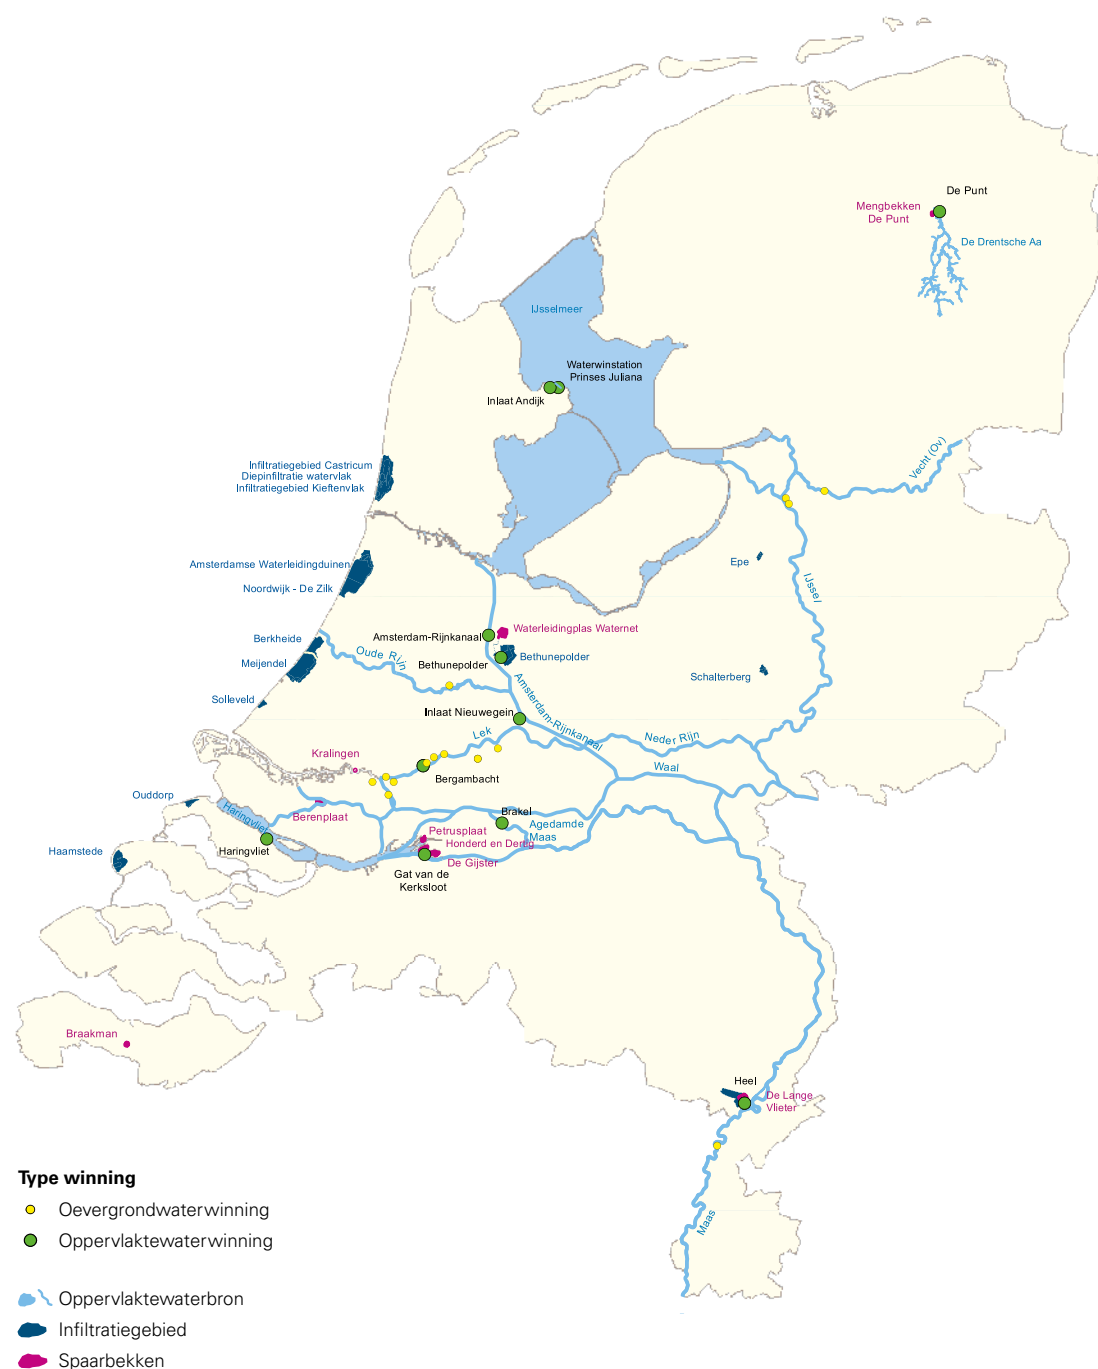 De Punt
Mengbekken
De Punt
De Drentsche Aa
IJsselmeer
Waterwinstation
Prinses Juliana
Inlaat Andijk
Vecht (Ov)
Infiltratiegebied Castricum
Diepinfiltratie watervlak
Infiltratiegebied Kieftenvlak
Epe
Amsterdamse Waterleidingduinen
Noordwijk - De Zilk
IJssel
Waterleidingplas Waternet
Amsterdam-Rijnkanaal
Berkheide
Oude Rijn
Bethunepolder
Bethunepolder
Meijendel
Schalterberg
Solleveld
Amsterdam-Rijnkanaal
Inlaat Nieuwegein
Lek
Neder Rijn
Kralingen
Waal
Bergambacht
Ouddorp
Haringvliet
Berenplaat
Brakel
Agedamde
Maas
Petrusplaat
Honderd en Dertig
Haamstede
Haringvliet
De Gijster
Gat van de
Kerksloot
Braakman
Heel
De Lange
Vlieter
Maas
Type winning
Oevergrondwaterwinning
Oppervlaktewaterwinning
Oppervlaktewaterbron
Infiltratiegebied
Spaarbekken